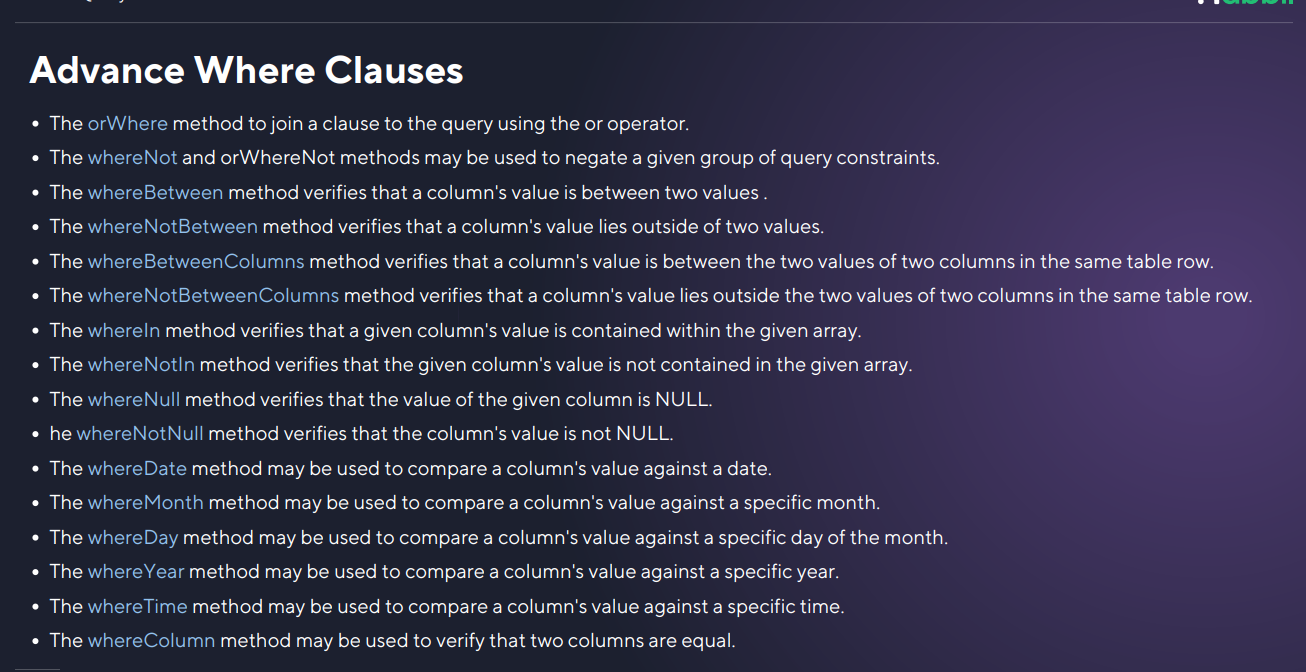 Advance Where Clauses
• The orWhere method to join a clause to the query using the or operator.
• The whereNot and orWhereNot methods may be used to negate a given group of query constraints.
• The whereBetween method verifies that a column's value is between two values .
• The whereNotBetween method verifies that a column's value lies outside of two values.
• The whereBetweenColumns method verifies that a column's value is between the two values of two columns in the same table row.
• The whereNotBetweenColumns method verifies that a column's value lies outside the two values of two columns in the same table row.
• The whereIn method verifies that a given column's value is contained within the given array.
• The whereNotIn method verifies that the given column's value is not contained in the given array.
• The whereNull method verifies that the value of the given column is NULL.
• he whereNotNull method verifies that the column's value is not NULL.
• The whereDate method may be used to compare a column's value against a date.
• The whereMonth method may be used to compare a column's value against a specific month.
• The whereDay method may be used to compare a column's value against a specific day of the month.
• The whereYear method may be used to compare a column's value against a specific year.
• The whereTime method may be used to compare a column's value against a specific time.
• The whereColumn method may be used to verify that two columns are equal.